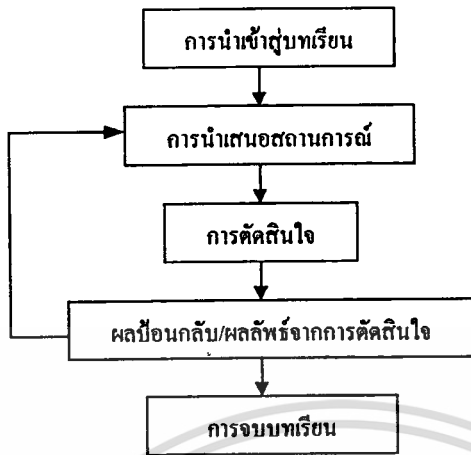 การนำเข้าสู่บทเรียน
การนำเสนอสถานการณ์
การตัดสินใจ
ผลป้อนกลับ/ผลลัพธ์จากการตัดสินใจ
การจบบทเรียน